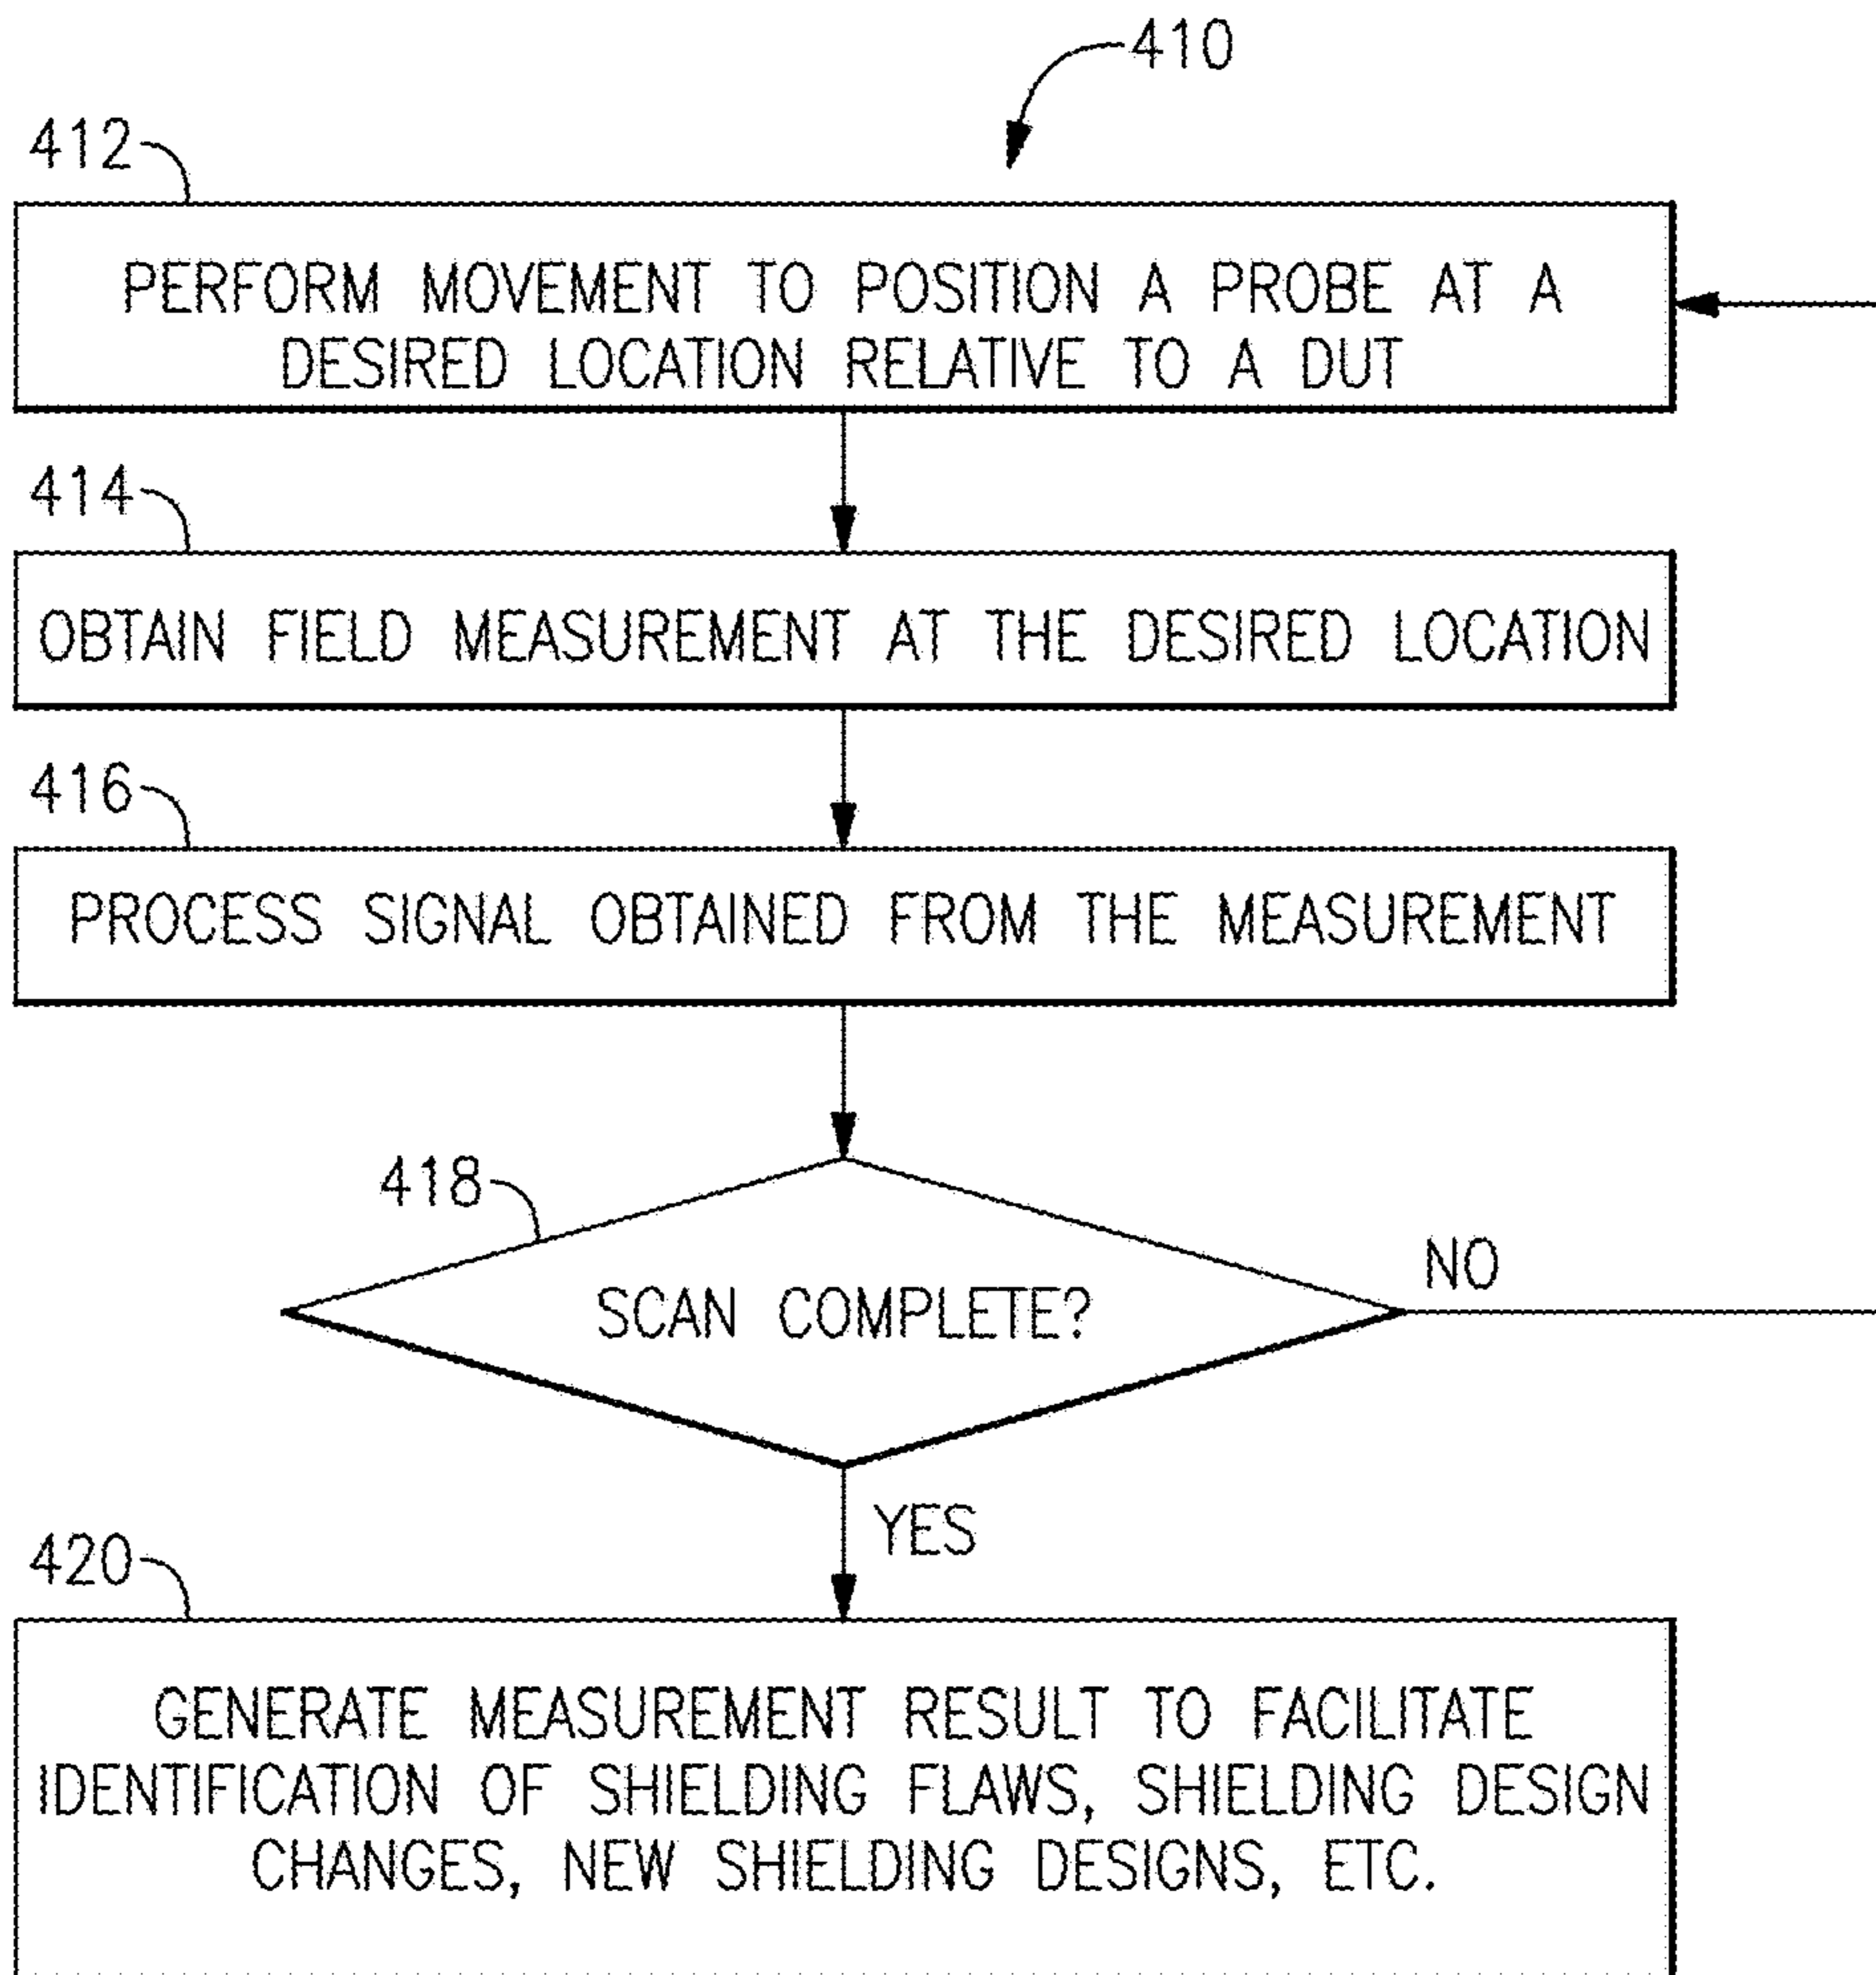 410
412
PERFORM MOVEMENT TO POSITION A PROBE AT A
DESIRED LOCATION RELATIVE TO A DUT
414
OBTAIN FIELD MEASUREMENT AT THE DESIRED LOCATION
416
PROCESS SIGNAL OBTAINED FROM THE MEASUREMENT
418
SCAN COMPLETE?
NO
YES
420
GENERATE MEASUREMENT RESULT TO FACILITATE
IDENTIFICATION OF SHIELDING FLAWS, SHIELDING DESIGN
CHANGES, NEW SHIELDING DESIGNS, ETC.